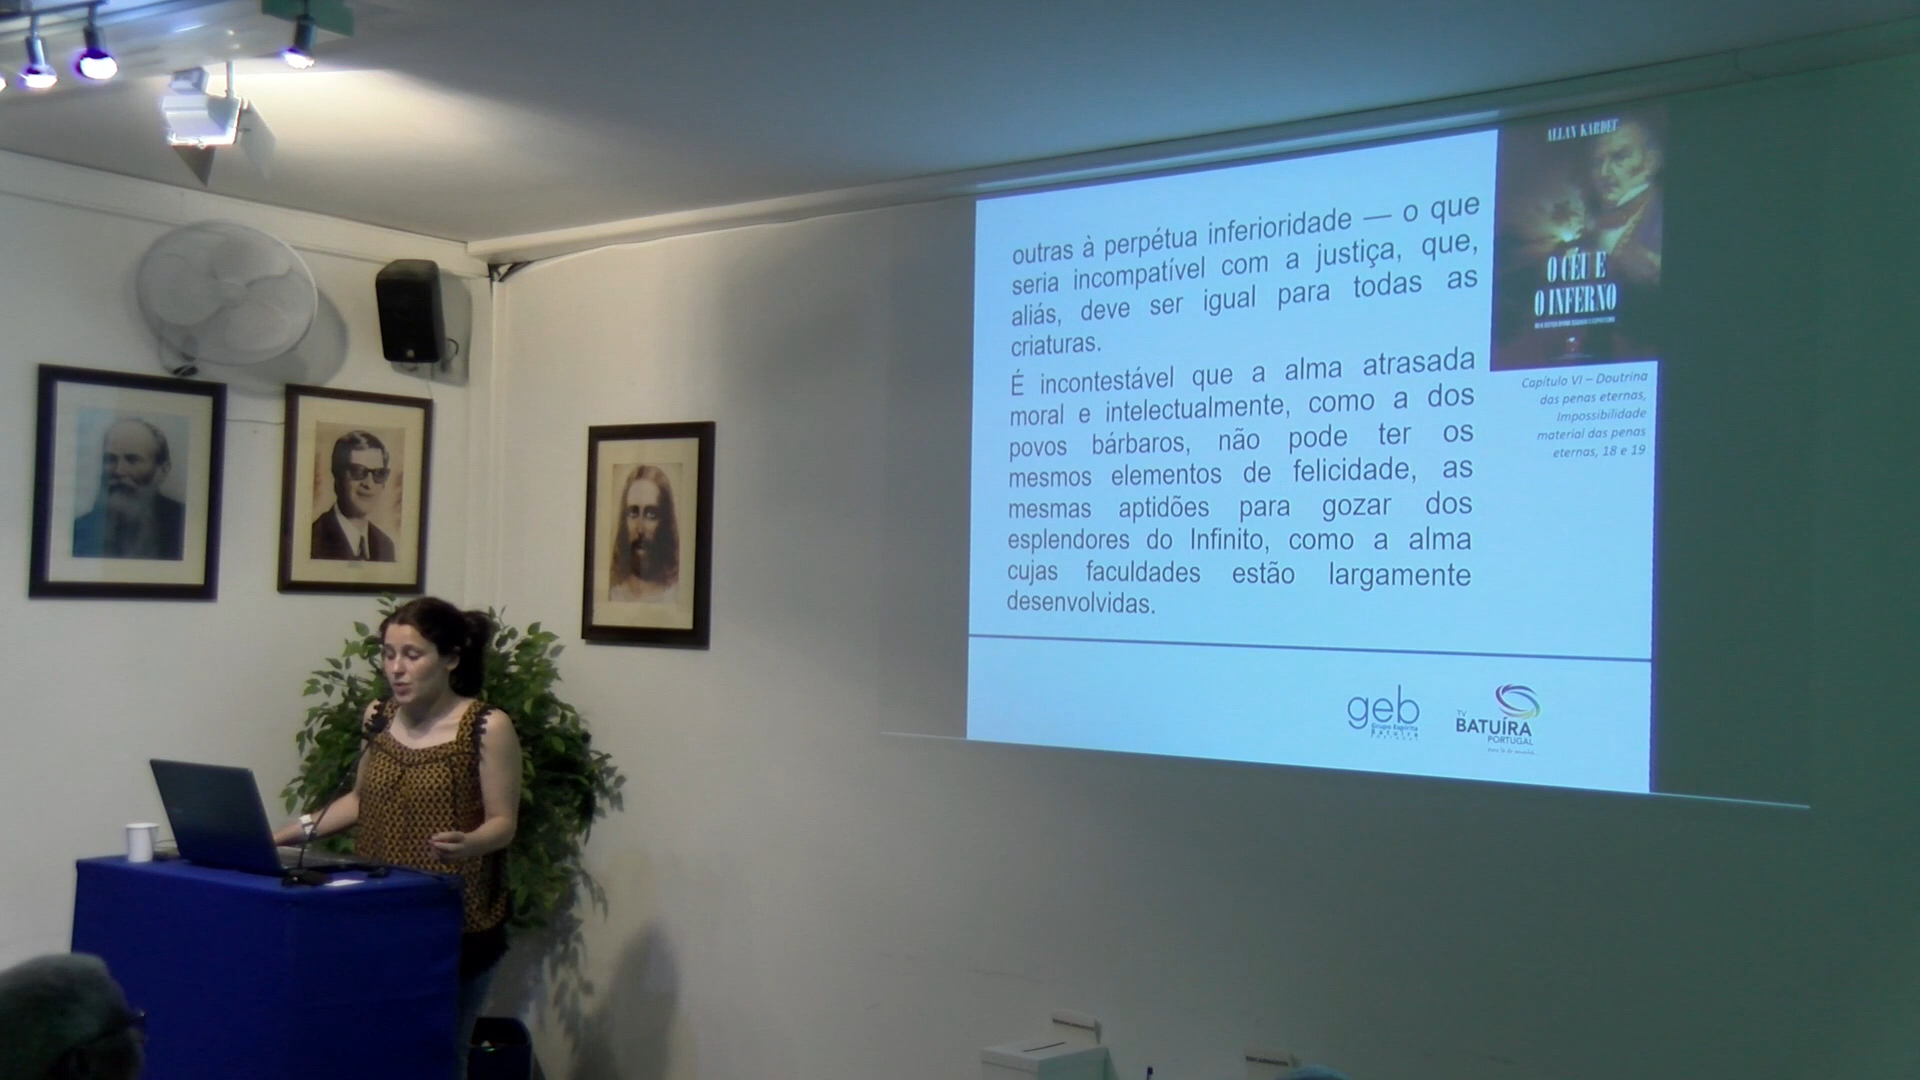 outras à perpétua inferioridade — o que
seria incompatível com a justiça, que,
aliás, deve ser igual para todas as
criaturas.
É incontestável que a alma atrasada
moral e intelectualmente, como a dos
povos bárbaros, não pode ter os
mesmos elementos de felicidade, as
mesmas aptidões para gozar dos
esplendores do Infinito, como a alma
cujas faculdades estão largamente
desenvolvidas.
ALLAN KARDEC
O CÉU E
O INFERNO
Capítulo VI – Doutrina
das penas eternas,
Impossibilidade
material das penas
eternas, 18 e 19
geb
Grupo Espírita
Batuíra
TV
BATUÍRA
PORTUGAL